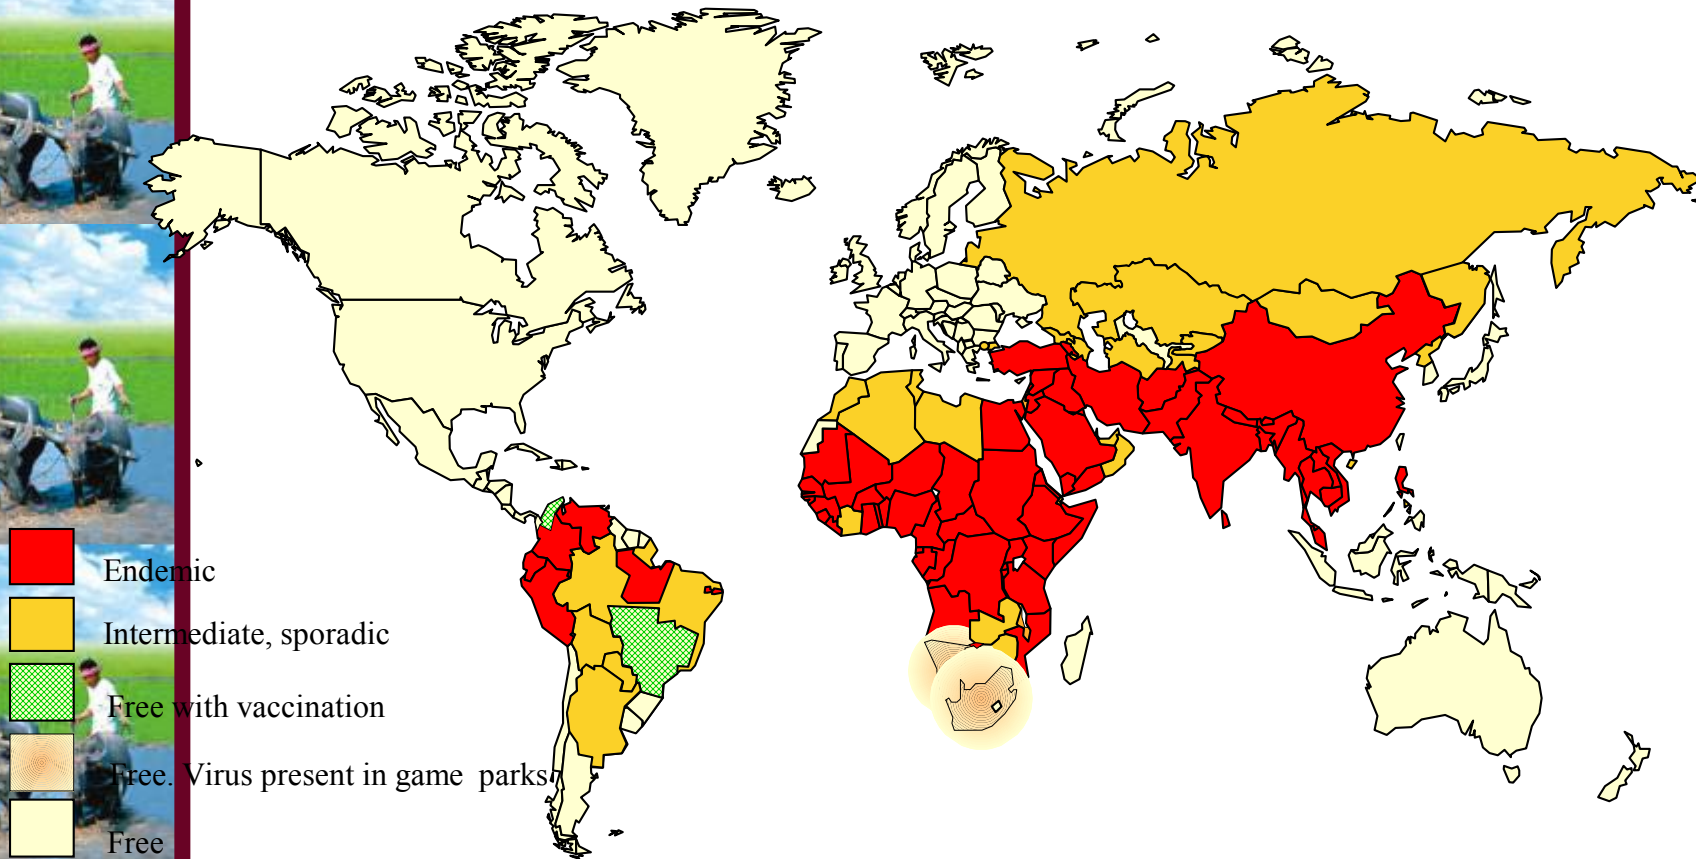 Endemic
Intermediate, sporadic
Free with vaccination
Free. Virus present in game parks
Free